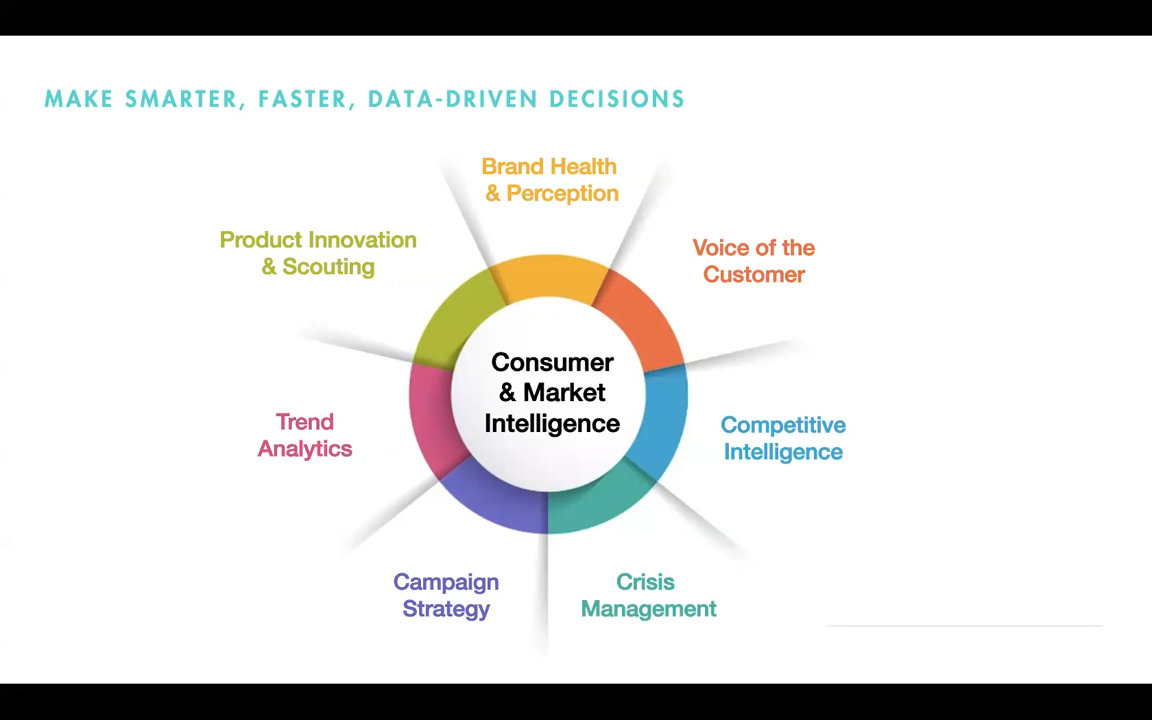 MAKE SMARTER, FASTER, DATA-DRIVEN DECISIONS
Brand Health
& Perception
Product Innovation
& Scouting
Voice of the
Customer
Consumer
& Market
Intelligence
Trend
Analytics
Competitive
Intelligence
Campaign
Strategy
Crisis
Management